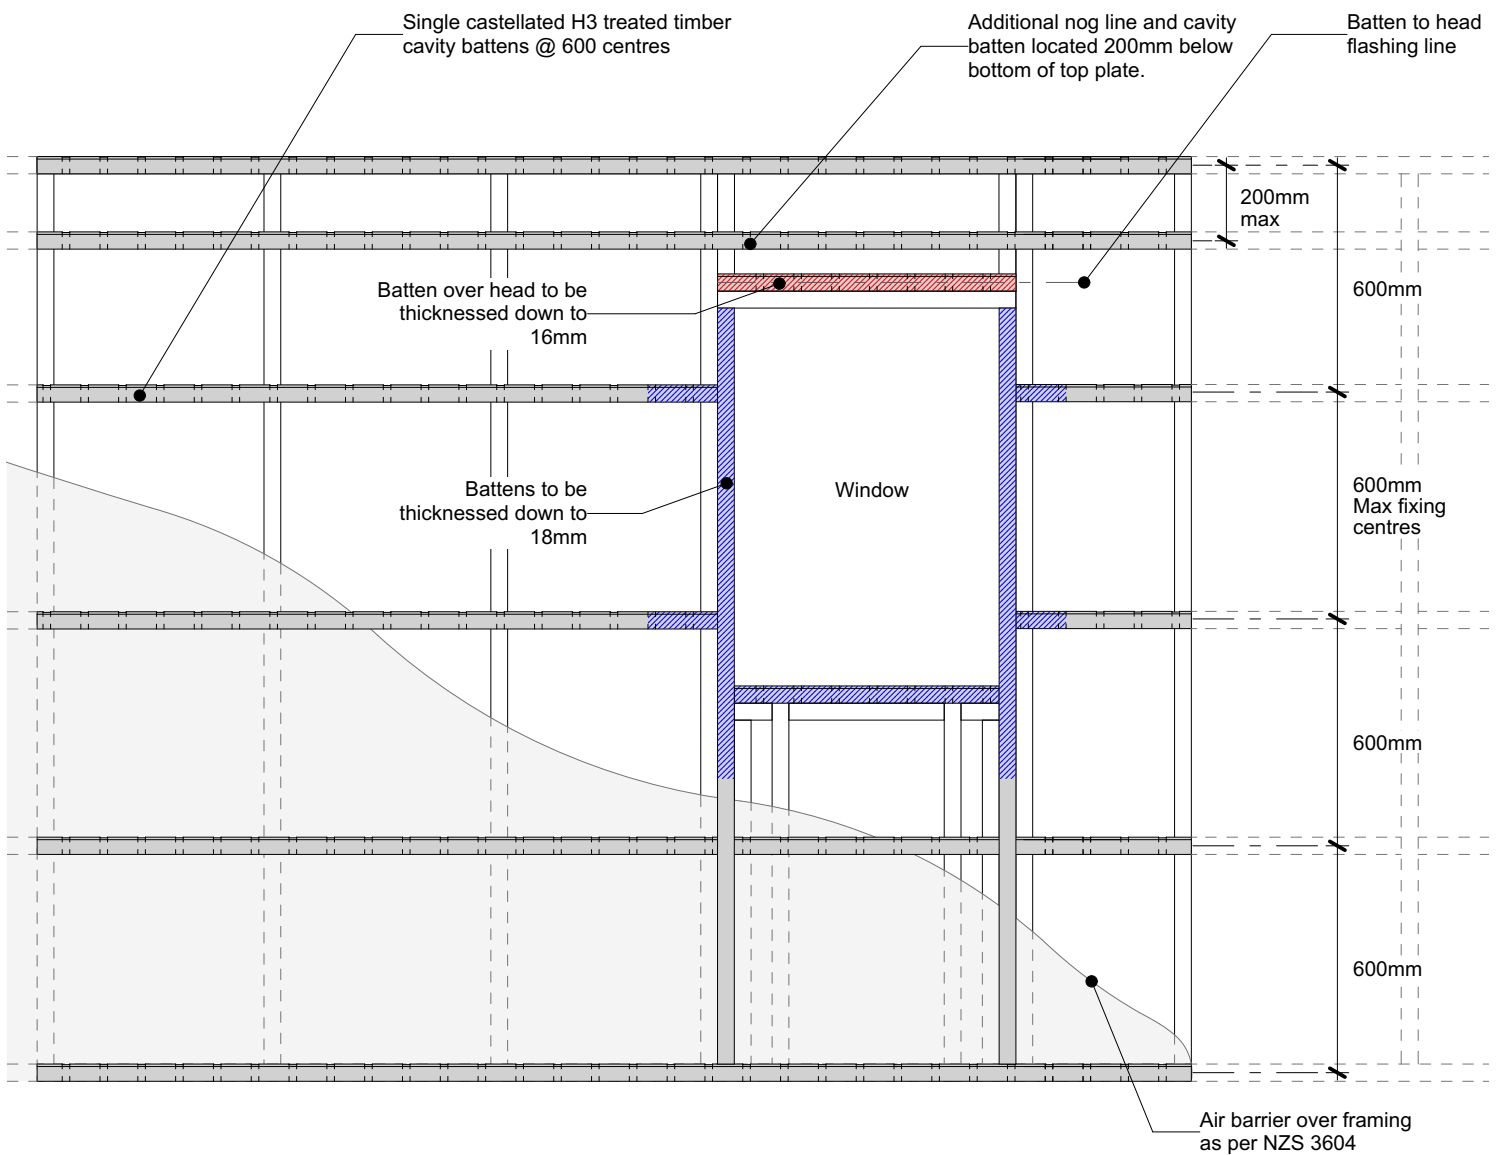 Single castellated H3 treated timber
cavity battens @ 600 centres
Additional nog line and cavity
batten located 200mm below
bottom of top plate.
Batten to head
flashing line
200mm
max
Batten over head to be
thicknessed down to
16mm
600mm
Battens to be
thicknessed down to
18mm
Window
600mm
Max fixing
centres
600mm
600mm
Air barrier over framing
as per NZS 3604